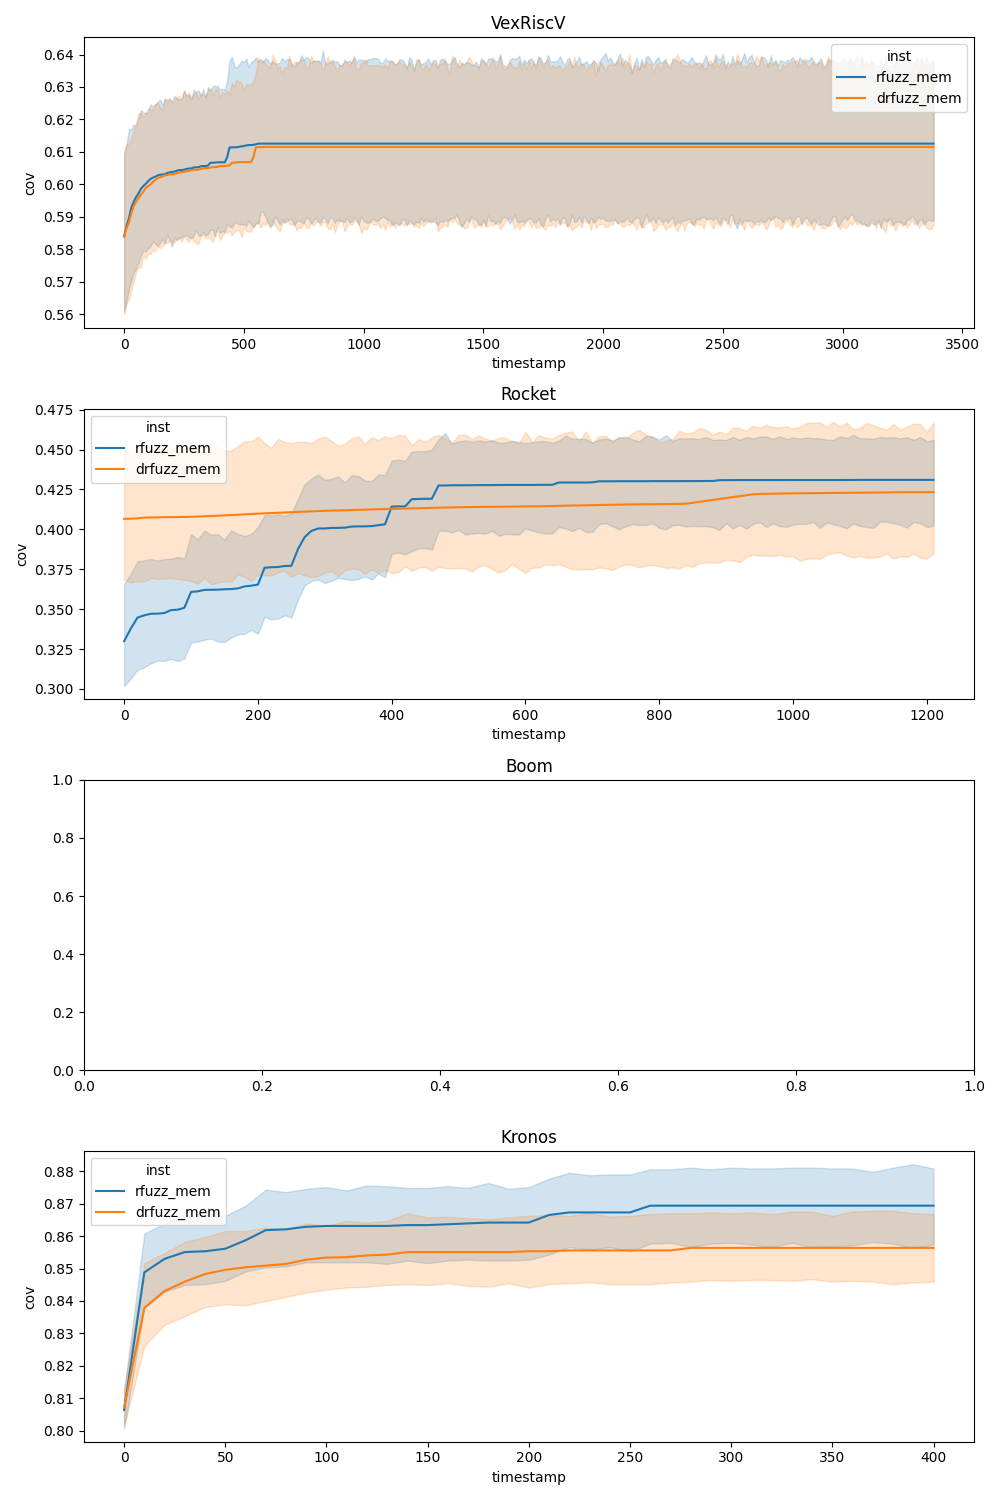 VexRiscV
0.64
0.63
0.62
0.61
0.60
0.59
0.58
0.57
0.56
cov
inst
rfuzz_mem
drfuzz_mem
0 500 1000 1500 2000 2500 3000 3500
timestamp
Rocket
0.475
0.450
0.425
0.400
0.375
0.350
0.325
0.300
cov
inst
rfuzz_mem
drfuzz_mem
0 200 400 600 800 1000 1200
timestamp
Boom
1.0
0.8
0.6
0.4
0.2
0.0
0.0 0.2 0.4 0.6 0.8 1.0
Kronos
0.88
0.87
0.86
0.85
0.84
0.83
0.82
0.81
0.80
cov
inst
rfuzz_mem
drfuzz_mem
0 50 100 150 200 250 300 350 400
timestamp